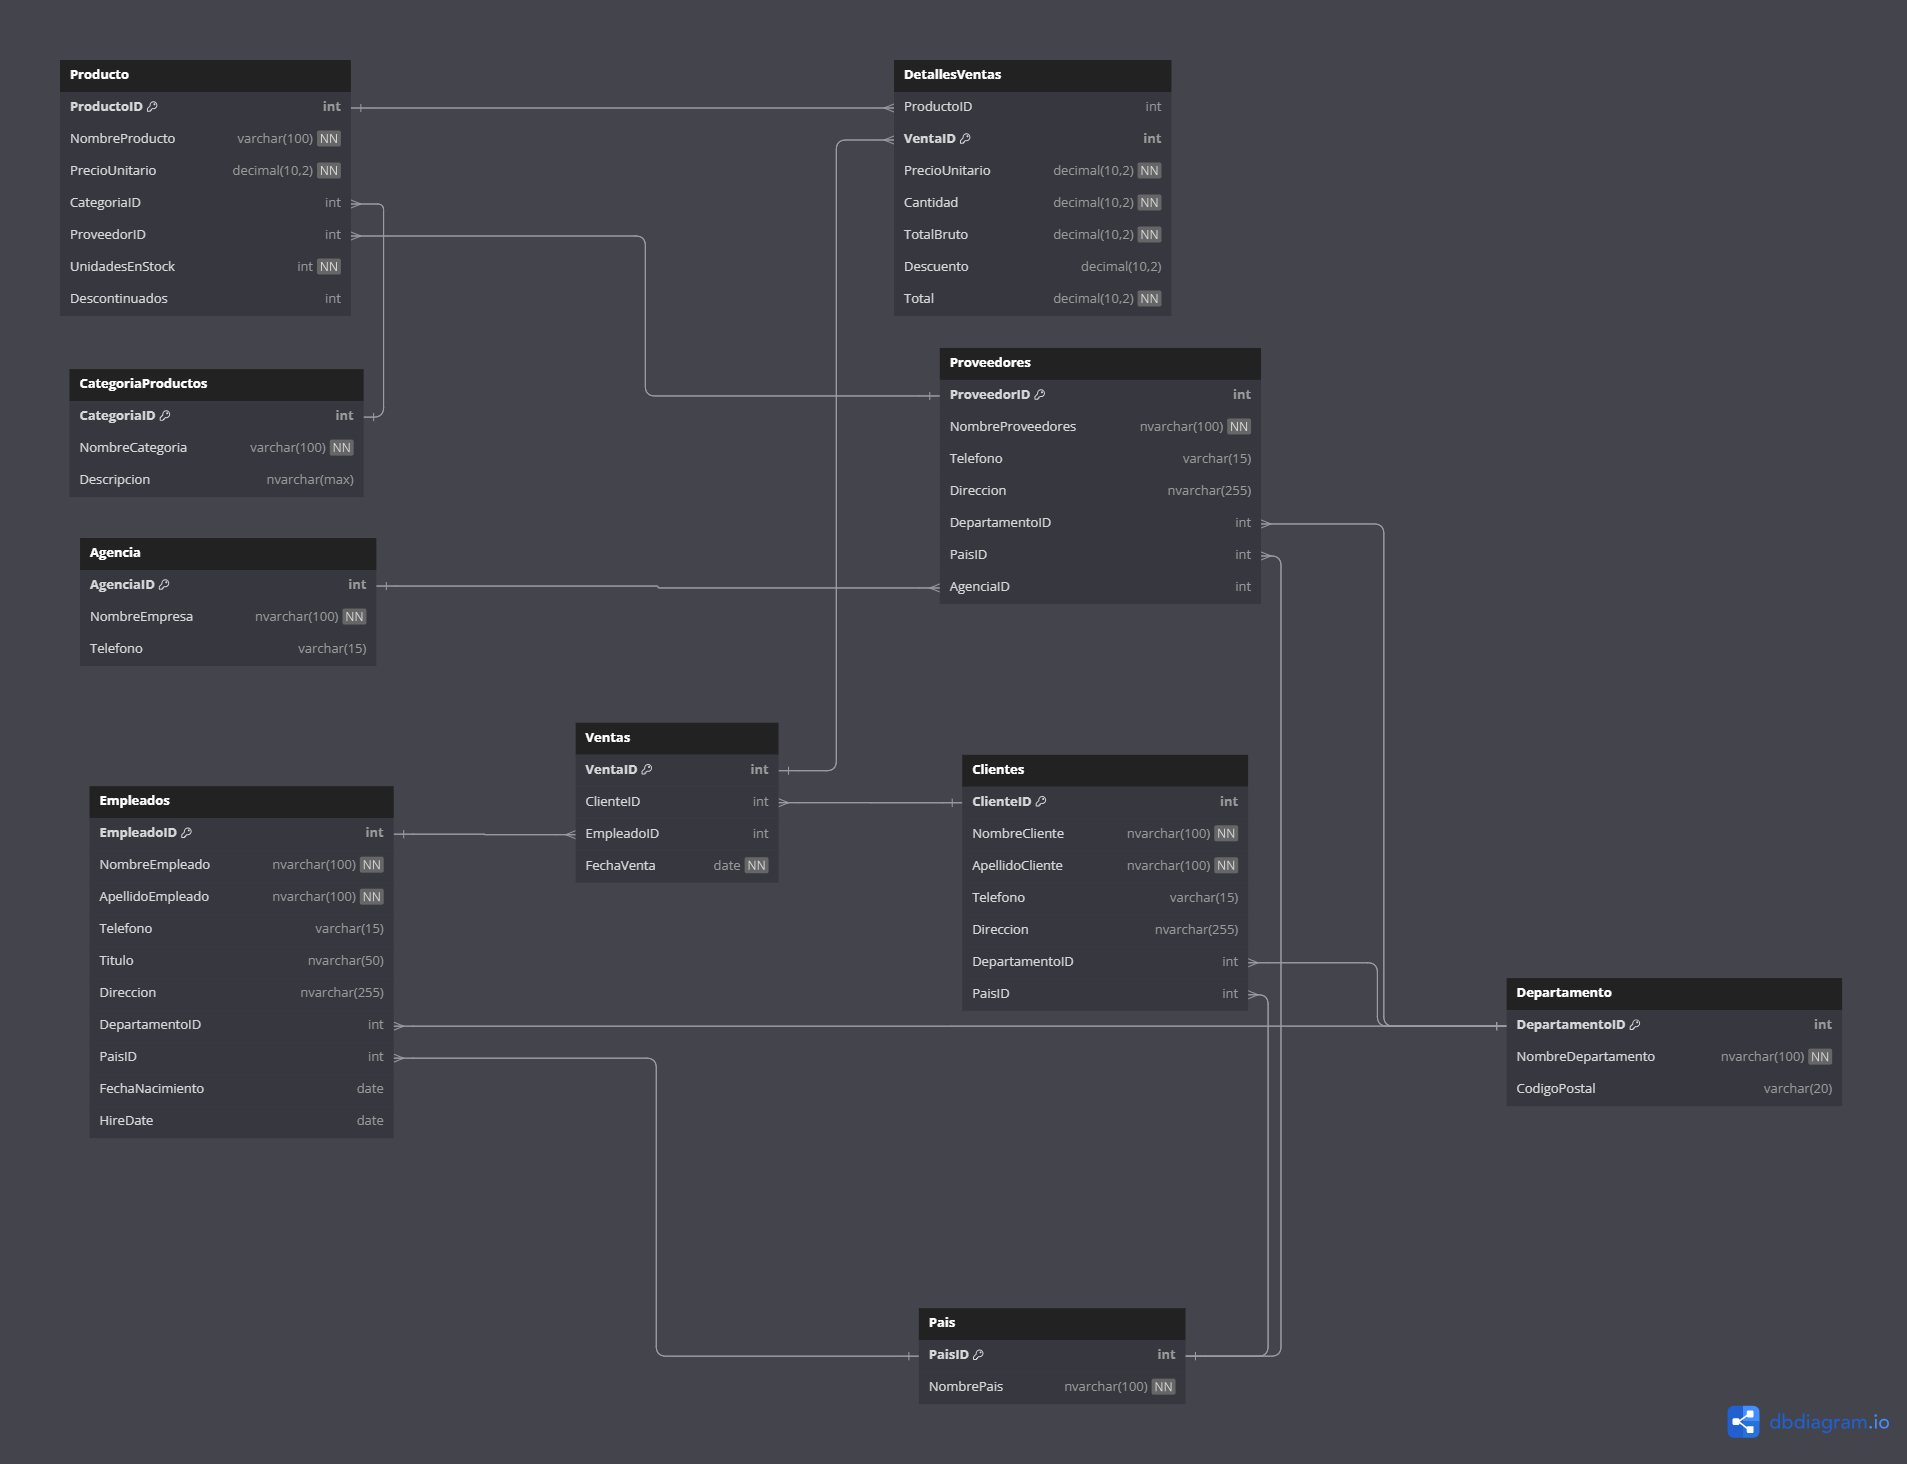 Producto
ProductoID int
NombreProducto varchar(100) NN
PrecioUnitario decimal(10,2) NN
CategoriaID int
ProveedorID int
UnidadesEnStock int NN
Descontinuados int
DetallesVentas
ProductoID int
VentaID int
PrecioUnitario decimal(10,2) NN
Cantidad decimal(10,2) NN
TotalBruto decimal(10,2) NN
Descuento decimal(10,2)
Total decimal(10,2) NN
CategoriaProductos
CategoriaID int
NombreCategoria varchar(100) NN
Descripcion nvarchar(max)
Proveedores
ProveedorID int
NombreProveedores nvarchar(100) NN
Telefono varchar(15)
Direccion nvarchar(255)
DepartamentoID int
PaisID int
AgenciaID int
Agencia
AgenciaID int
NombreEmpresa nvarchar(100) NN
Telefono varchar(15)
Ventas
VentaID int
ClienteID int
EmpleadoID int
FechaVenta date NN
Clientes
ClienteID int
NombreCliente nvarchar(100) NN
ApellidoCliente nvarchar(100) NN
Telefono varchar(15)
Direccion nvarchar(255)
DepartamentoID int
PaisID int
Empleados
EmpleadoID int
NombreEmpleado nvarchar(100) NN
ApellidoEmpleado nvarchar(100) NN
Telefono varchar(15)
Titulo nvarchar(50)
Direccion nvarchar(255)
DepartamentoID int
PaisID int
FechaNacimiento date
HireDate date
Departamento
DepartamentoID int
NombreDepartamento nvarchar(100) NN
CodigoPostal varchar(20)
Pais
PaisID int
NombrePais nvarchar(100) NN
dbdiagram.io